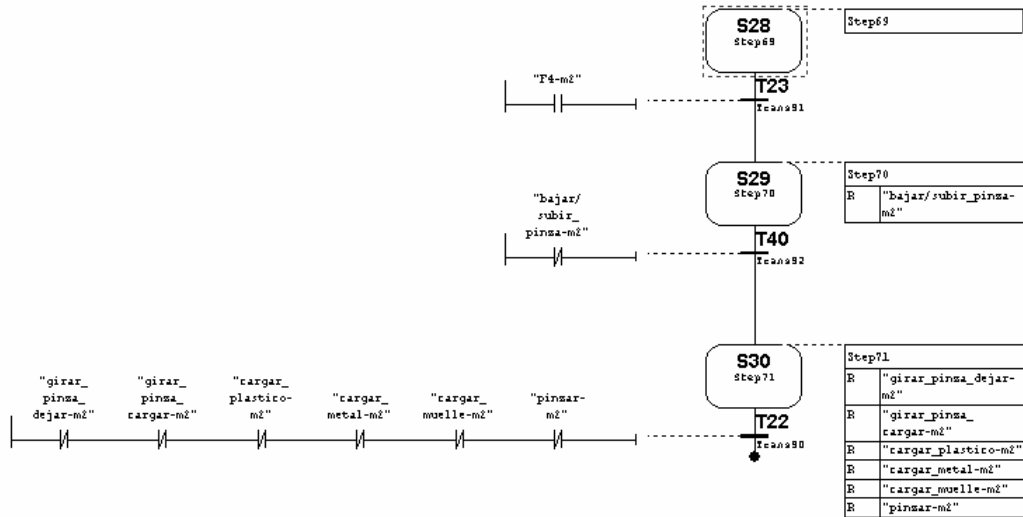 S28
Step69
Step69
"F4-m2"
T23
Trans91
S29
Step70
Step70
R "bajar/subir_pinza-
m2"
"bajar/
subir_
pinza-m2"
T40
Trans92
S30
Step71
Step71
R "girar_pinza_dejar-
m2"
R "girar_pinza_
cargar-m2"
R "cargar_plastico-m2"
R "cargar_metal-m2"
R "cargar_muelle-m2"
R "pinzar-m2"
"girar_
pinza_
dejar-m2"
"girar_
pinza_
cargar-m2"
"cargar_
plastico-
m2"
"cargar_
metal-m2"
"cargar_
muelle-m2"
"pinzar-
m2"
T22
Trans90